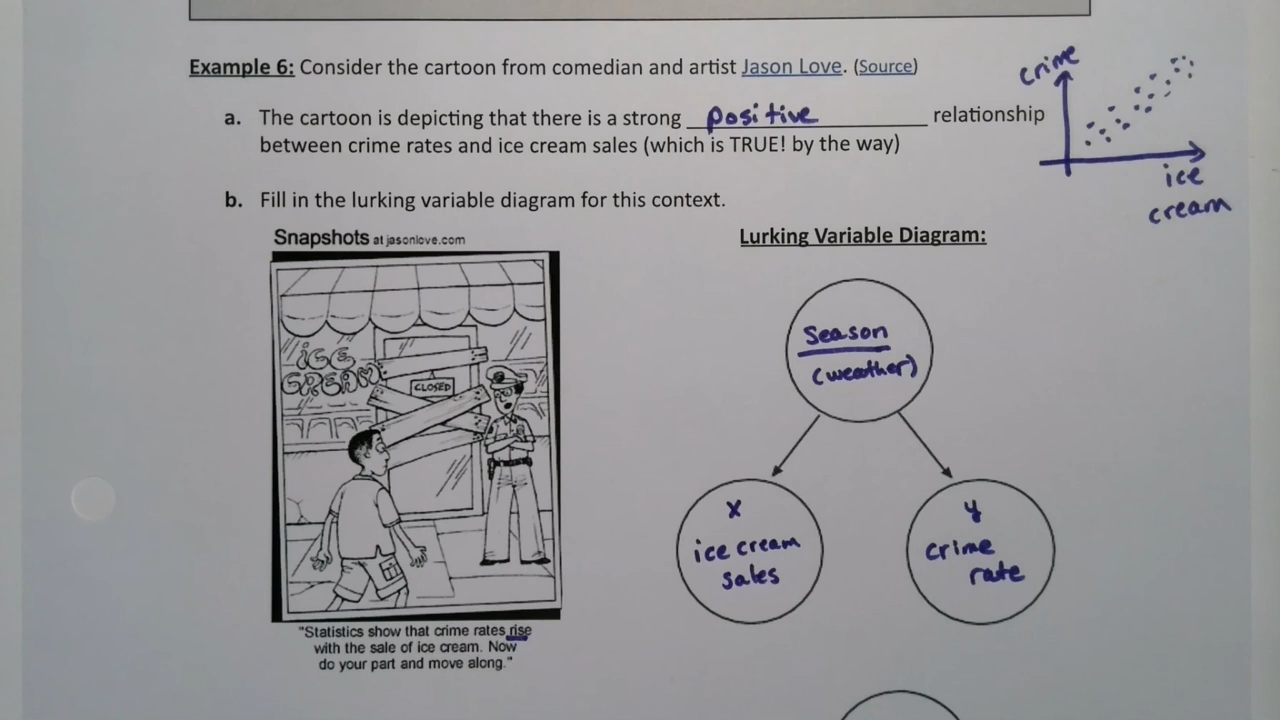 Example 6: Consider the cartoon from comedian and artist Jason Love. (Source)
crime
a. The cartoon is depicting that there is a strong positive relationship
between crime rates and ice cream sales (which is TRUE! by the way)
ice
cream
b. Fill in the lurking variable diagram for this context.
Snapshots at jasonlove.com
Lurking Variable Diagram:
ICE
CREAM
CLOSED
Season
(weather)
x
ice cream
sales
y
crime
rate
"Statistics show that crime rates rise
with the sale of ice cream. Now
do your part and move along."